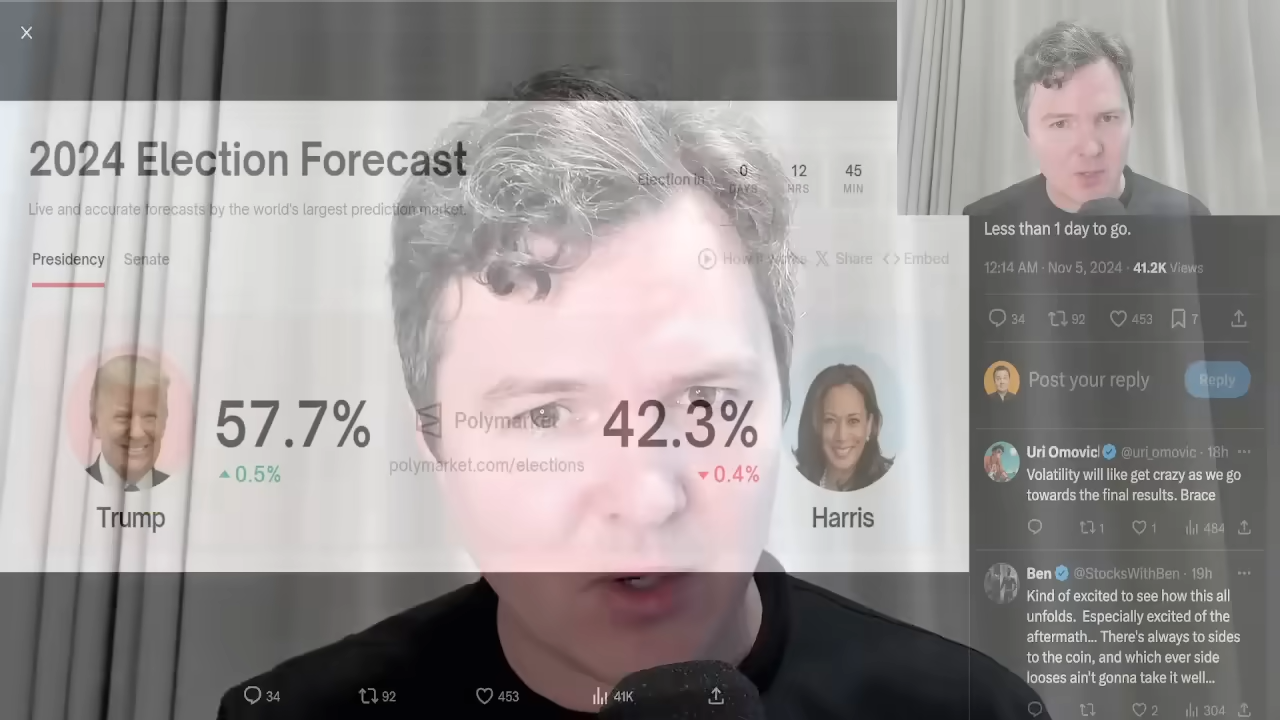 2024 Election Forecast
Live and accurate forecasts by the world's largest prediction market.
Election in
0 12 45
DAYS HRS MIN
Presidency Senate
How it works Share Embed
57.7%
0.5%
Trump
Polymarket
polymarket.com/elections
42.3%
0.4%
Harris
34 92 453 41K
Less than 1 day to go.
12:14 AM · Nov 5, 2024 · 41.2K Views
34 92 453 7
Post your reply Reply
Uri Omovic @uri_omovic · 18h
Volatility will like get crazy as we go
towards the final results. Brace
1 1 484
Ben @StocksWithBen · 19h
Kind of excited to see how this all
unfolds. Especially excited of the
aftermath... There's always to sides
to the coin, and which ever side
looses ain't gonna take it well...
2 304